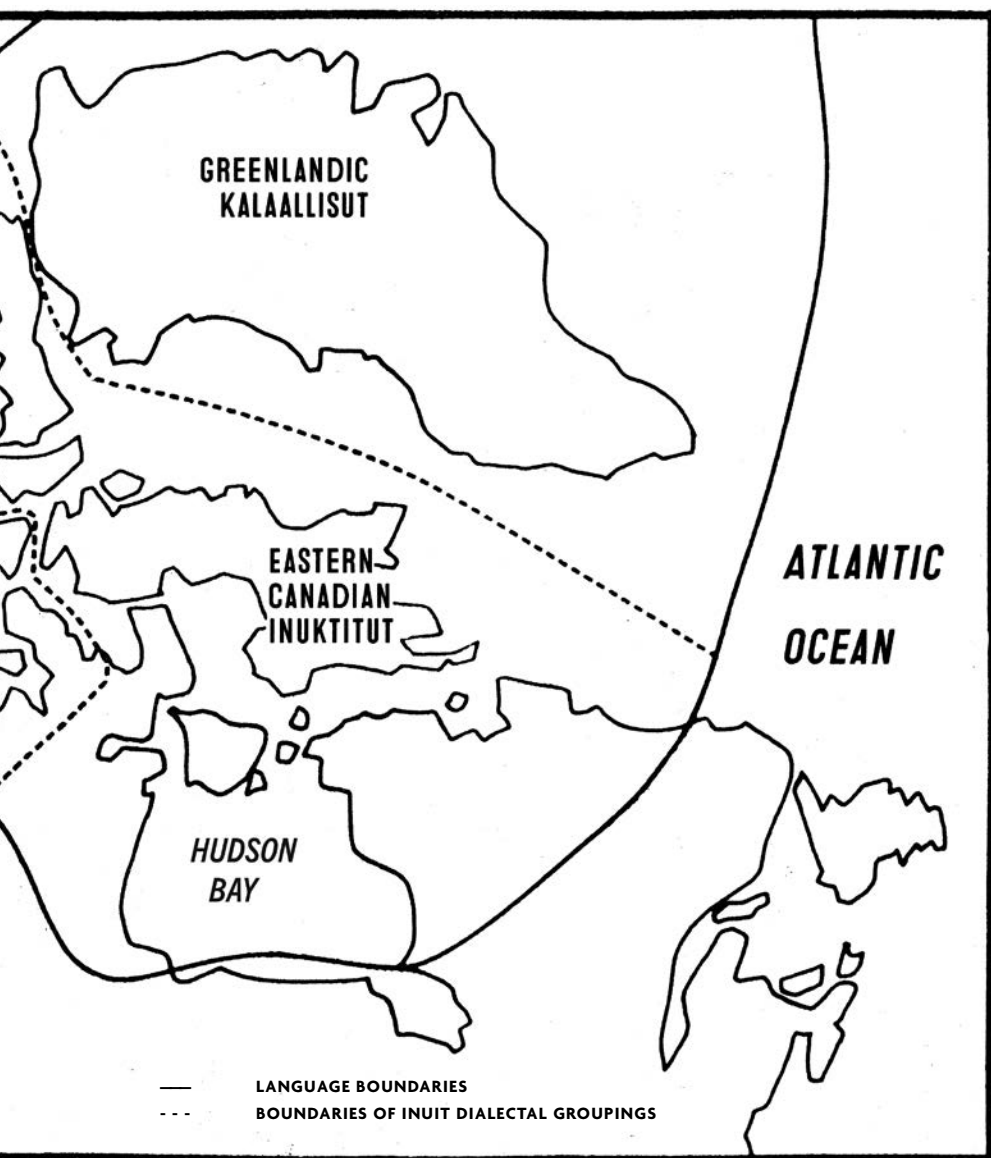 GREENLANDIC
KALAALLISUT
EASTERN
CANADIAN
INUKTITUT
ATLANTIC
OCEAN
HUDSON
BAY
LANGUAGE BOUNDARIES
BOUNDARIES OF INUIT DIALECTAL GROUPINGS